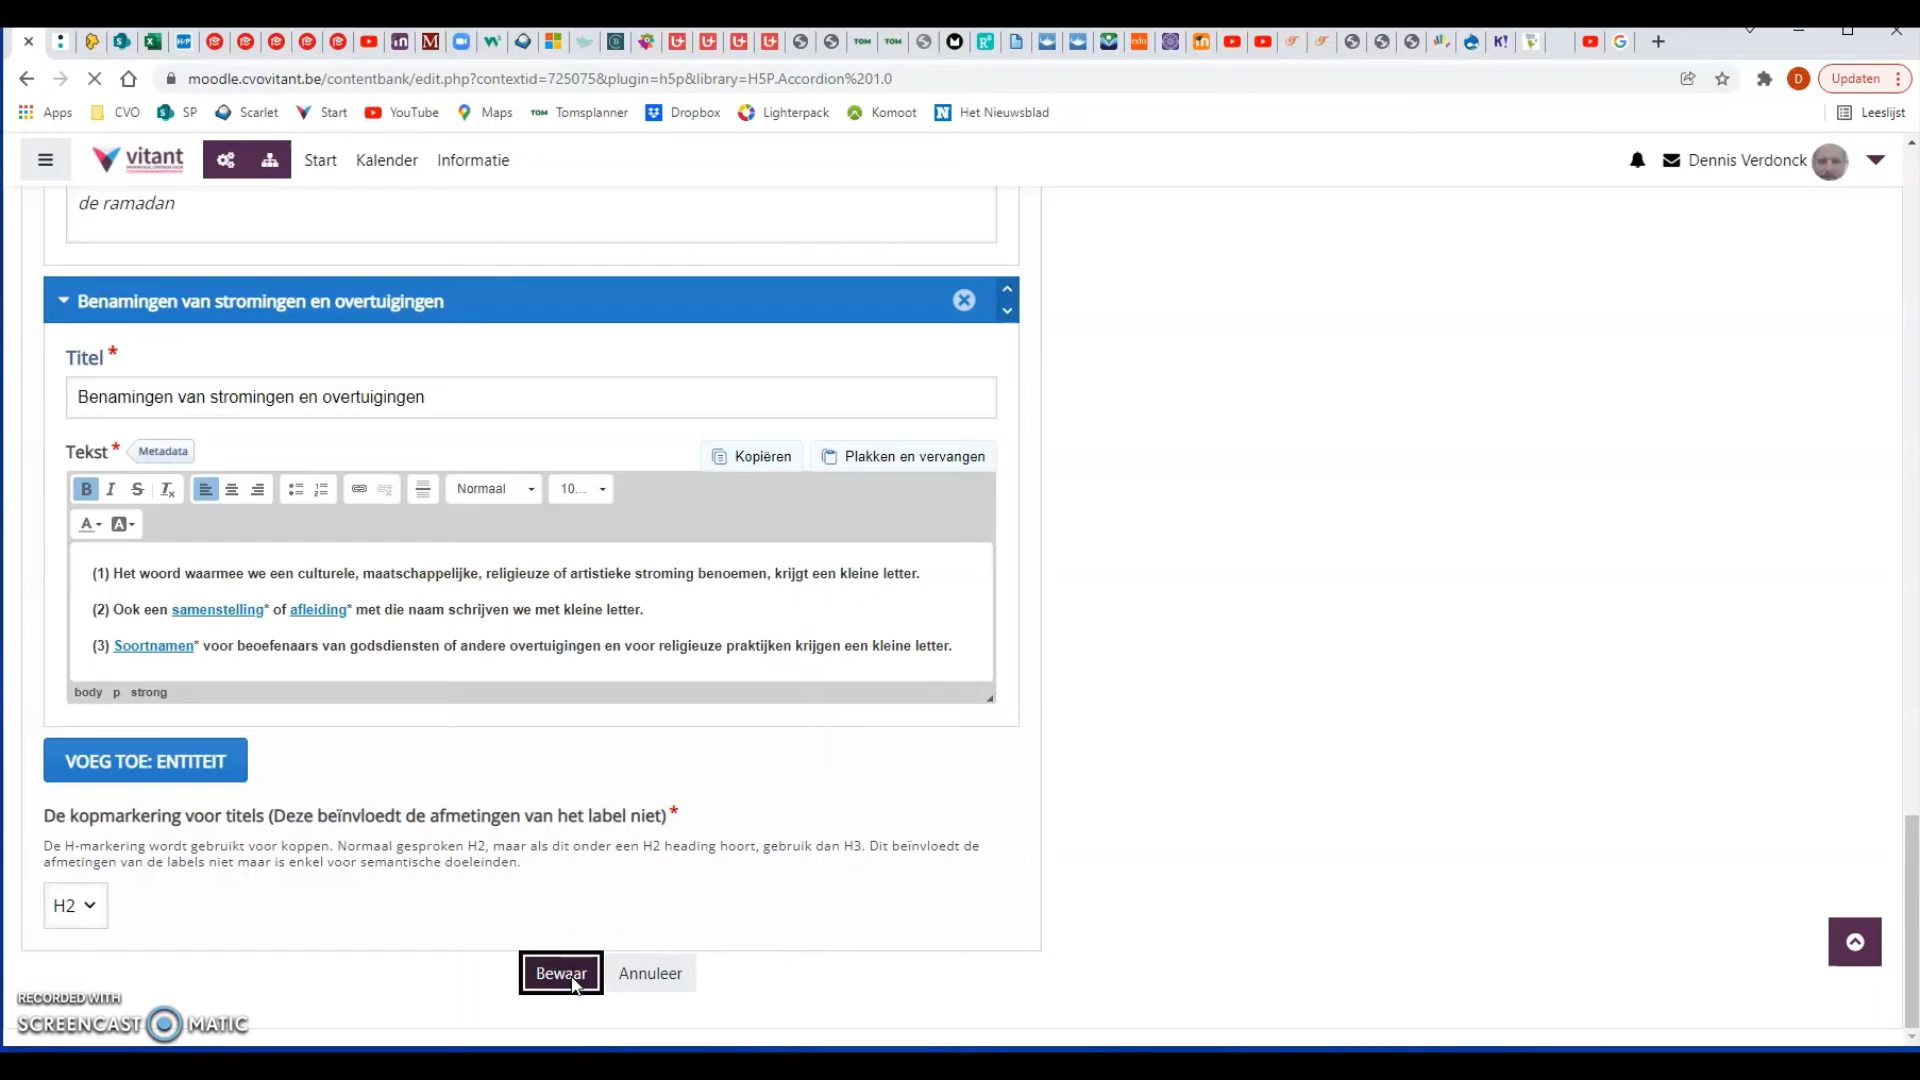 moodle.cvovitant.be/contentbank/edit.php?contextid=725075&plugin=h5p&library=H5P.Accordion%201.0
D
Updaten
Apps
CVO
SP
Scarlet
Start
YouTube
Maps
TOM Tomsplanner
Dropbox
Lighterpack
Komoot
N Het Nieuwsblad
Leeslijst
vitant
Start
Kalender
Informatie
Dennis Verdonck
de ramadan
Benamingen van stromingen en overtuigingen
Titel *
Benamingen van stromingen en overtuigingen
Tekst *
Metadata
Kopiëren
Plakken en vervangen
B I S Tx
Normaal
10...
A A
(1) Het woord waarmee we een culturele, maatschappelijke, religieuze of artistieke stroming benoemen, krijgt een kleine letter.
(2) Ook een samenstelling* of afleiding* met die naam schrijven we met kleine letter.
(3) Soortnamen* voor beoefenaars van godsdiensten of andere overtuigingen en voor religieuze praktijken krijgen een kleine letter.
body p strong
VOEG TOE: ENTITEIT
De kopmarkering voor titels (Deze beïnvloedt de afmetingen van het label niet) *
De H-markering wordt gebruikt voor koppen. Normaal gesproken H2, maar als dit onder een H2 heading hoort, gebruik dan H3. Dit beïnvloedt de
afmetingen van de labels niet maar is enkel voor semantische doeleinden.
H2
Bewaar
Annuleer
RECORDED WITH
SCREENCAST MATIC